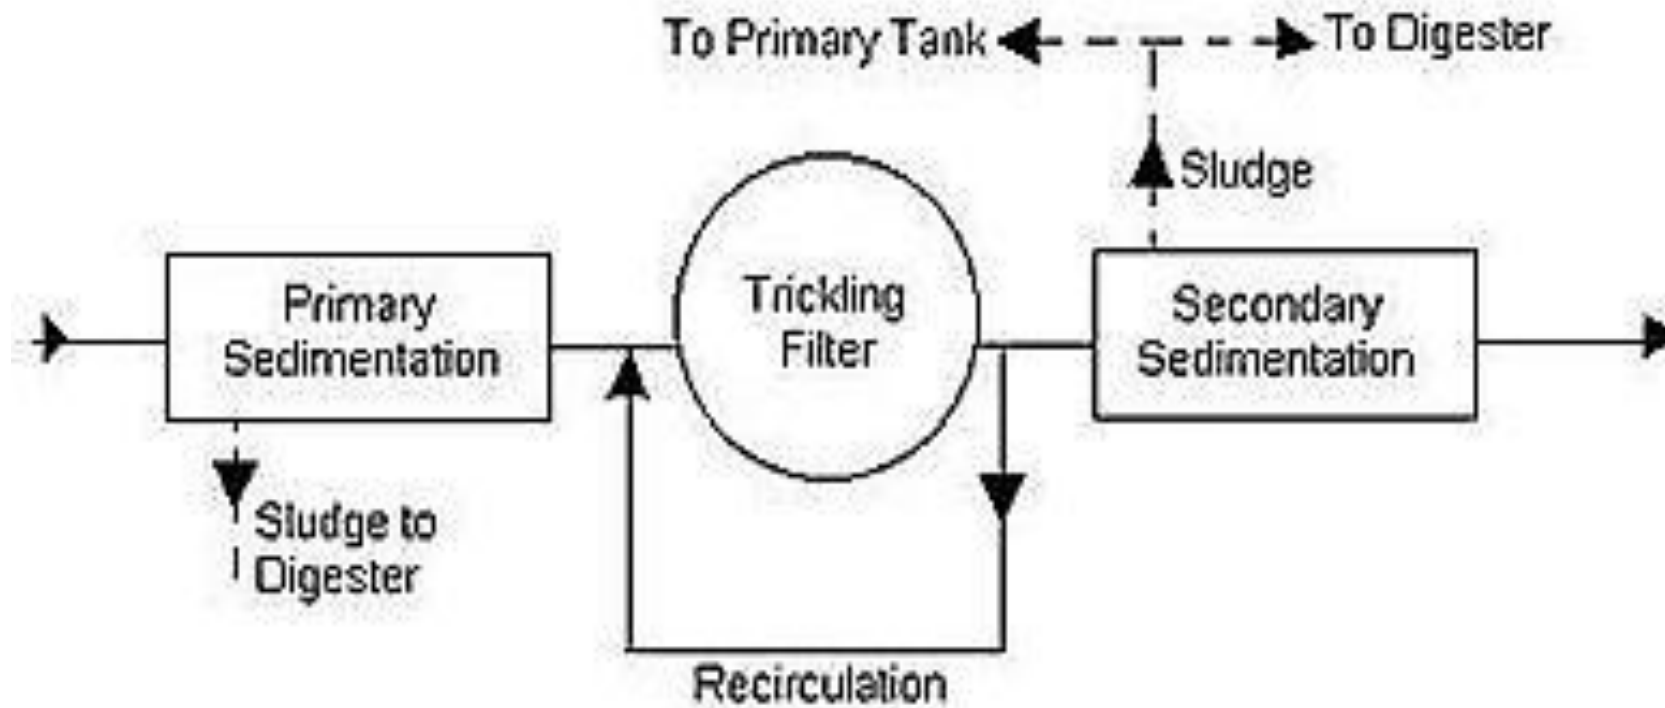 To Primary Tank
To Digester
Sludge
Primary
Sedimentation
Trickling
Filter
Secondary
Sedimentation
Sludge to
Digester
Recirculation